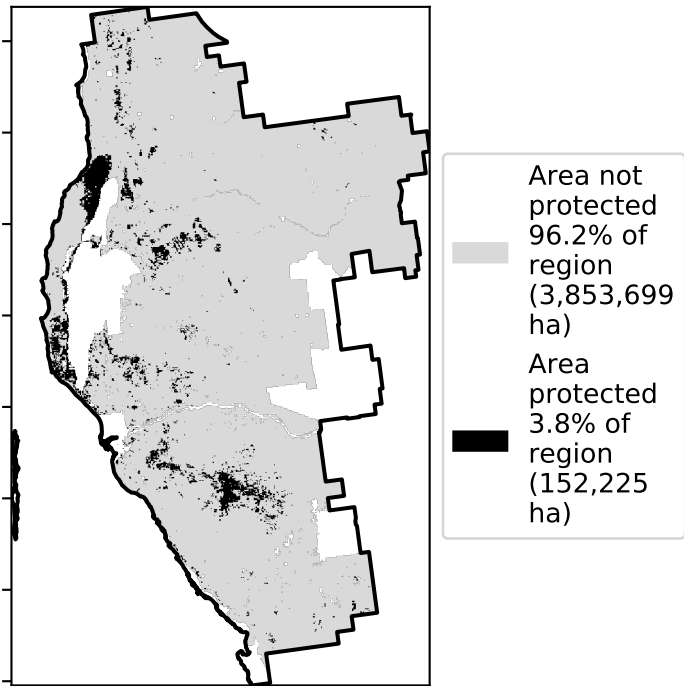 Area not
protected
96.2% of
region
(3,853,699
ha)
Area
protected
3.8% of
region
(152,225
ha)